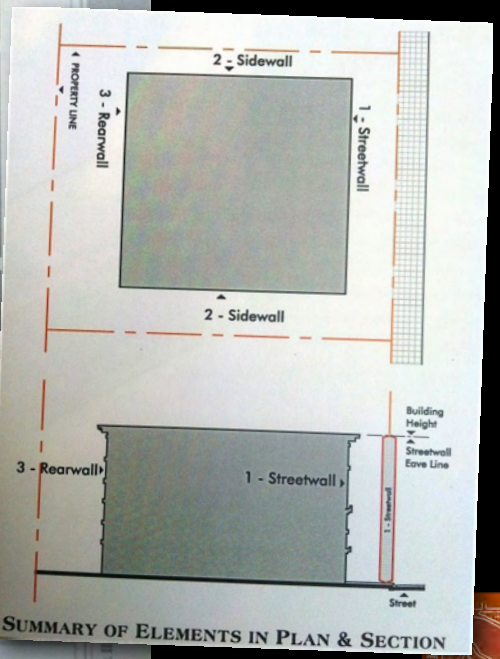 2 - Sidewall
PROPERTY LINE
3 - Rearwall
1 - Streetwall
2 - Sidewall
Building
Height
Streetwall
Eave Line
3 - Rearwall
1 - Streetwall
1 - Streetwall
Street
SUMMARY OF ELEMENTS IN PLAN & SECTION